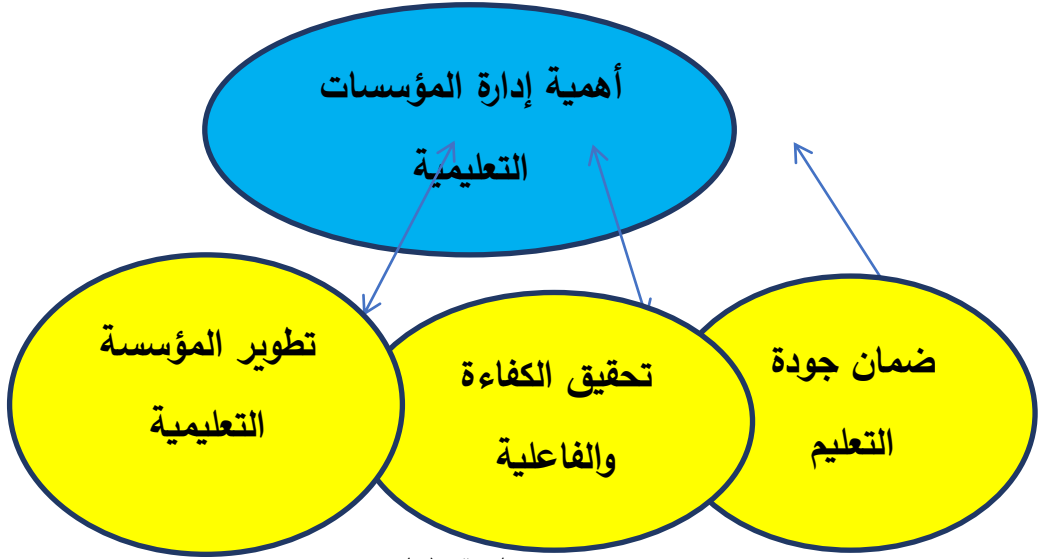 أهمية إدارة المؤسسات
التعليمية
ضمان جودة
التعليم
تحقيق الكفاءة
والفاعلية
تطوير المؤسسة
التعليمية